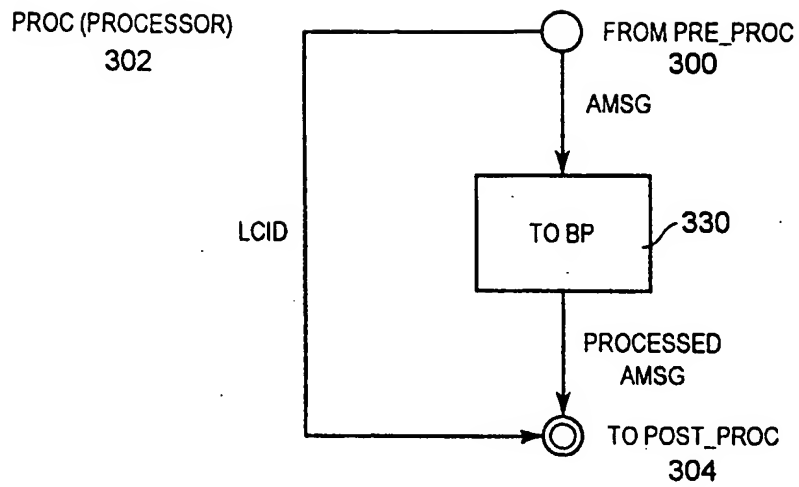 PROC (PROCESSOR)
302
FROM PRE_PROC
300
AMSG
LCID
TO BP
330
PROCESSED
AMSG
TO POST_PROC
304